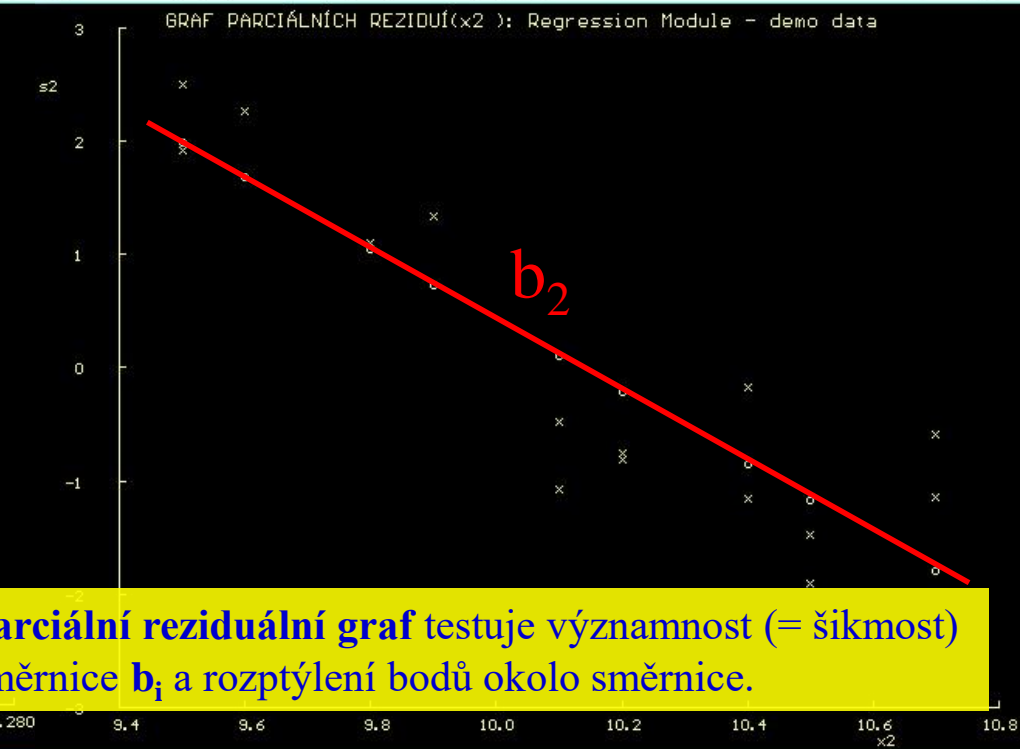 GRAF PARCIÁLNÍCH REZIDUÍ(x2 ): Regression Module - demo data
3
s2
2
1
b2
0
-1
-2
arciální reziduální graf testuje významnost (= šikmost)
měrnice bi a rozptýlení bodů okolo směrnice.
-3
.280 9.4 9.6 9.8 10.0 10.2 10.4 10.6 10.8
x2